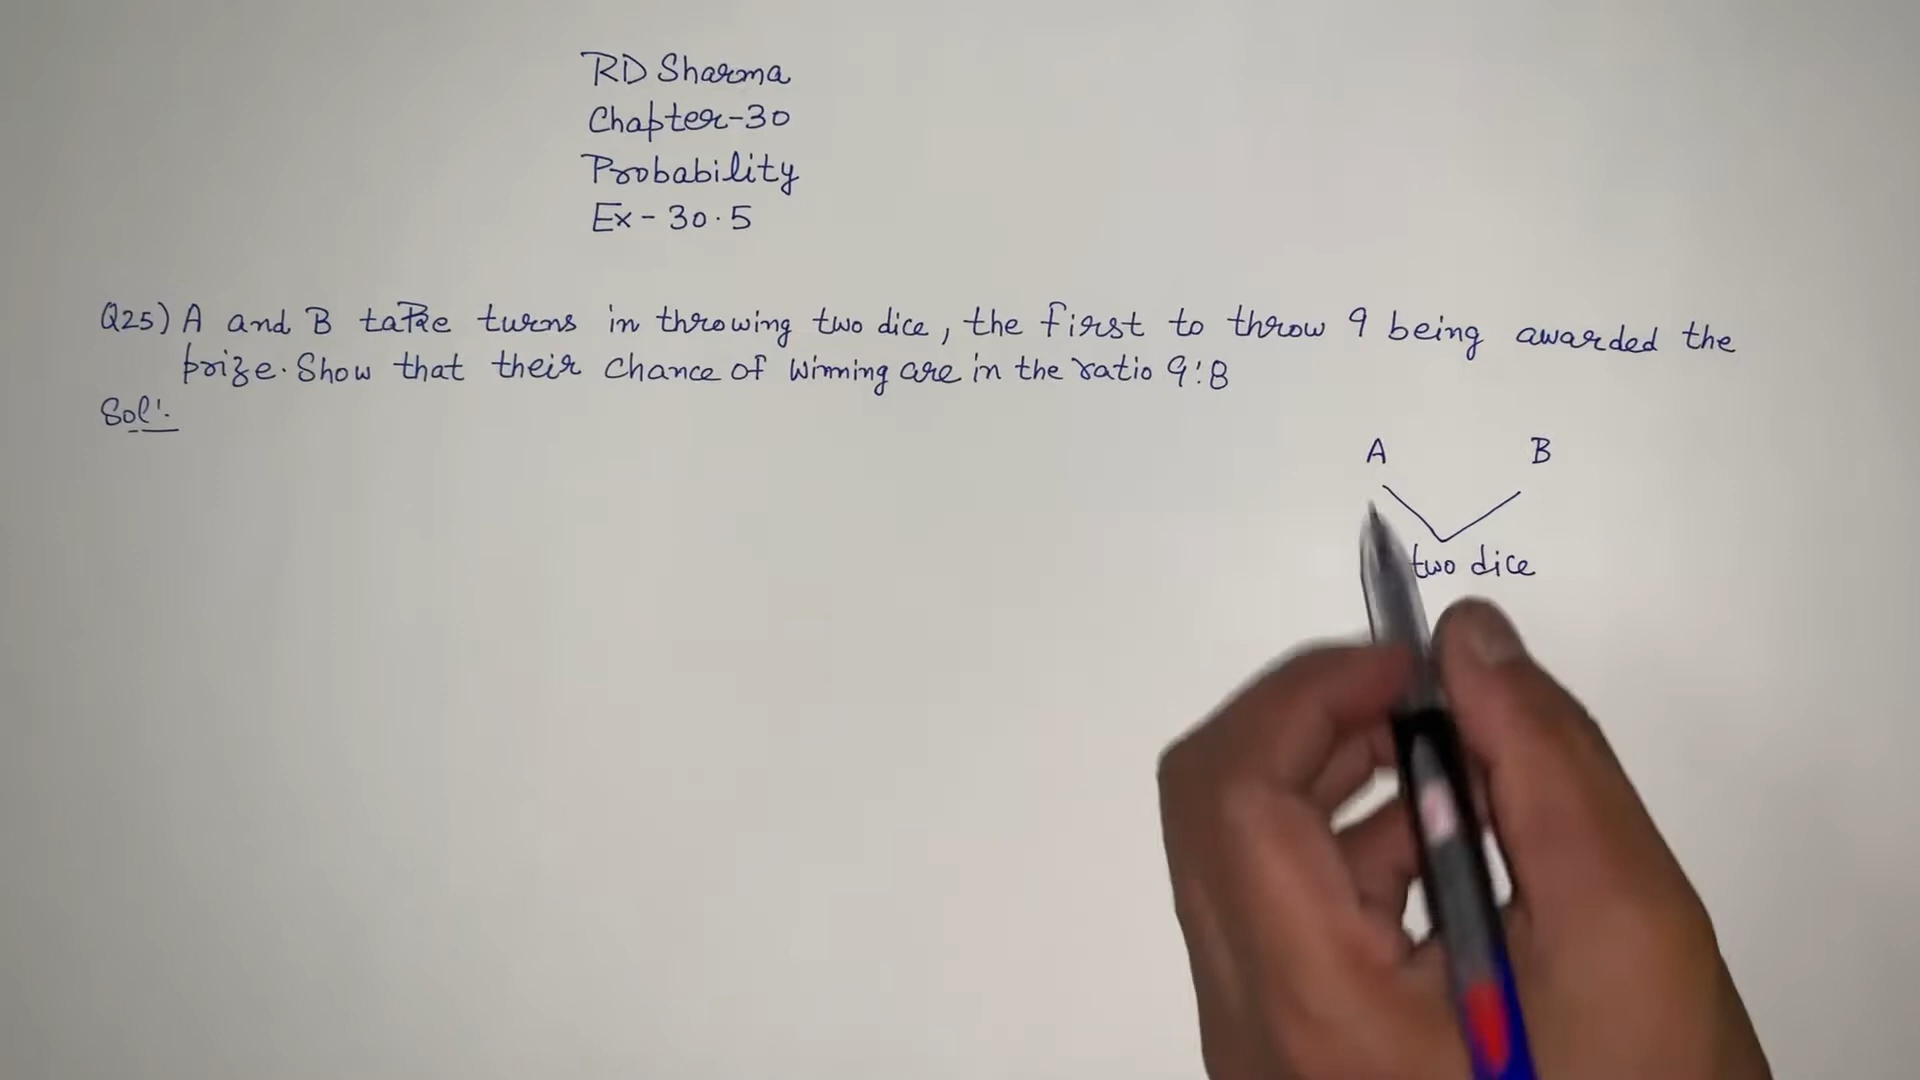 RD Sharma
Chapter-30
Probability
Ex - 30.5
Q25) A and B take turns in throwing two dice, the first to throw 9 being awarded the
prize. Show that their chance of winning are in the ratio 9:8
Sol':
A B
two dice